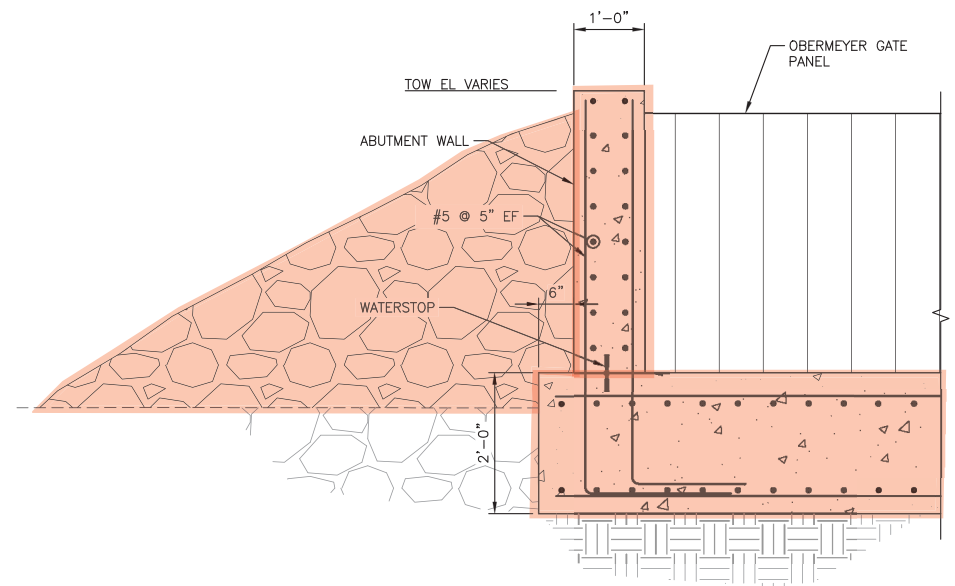 1'-0"
OBERMEYER GATE
PANEL
TOW EL VARIES
ABUTMENT WALL
#5 @ 5" EF
6"
WATERSTOP
2'-0"